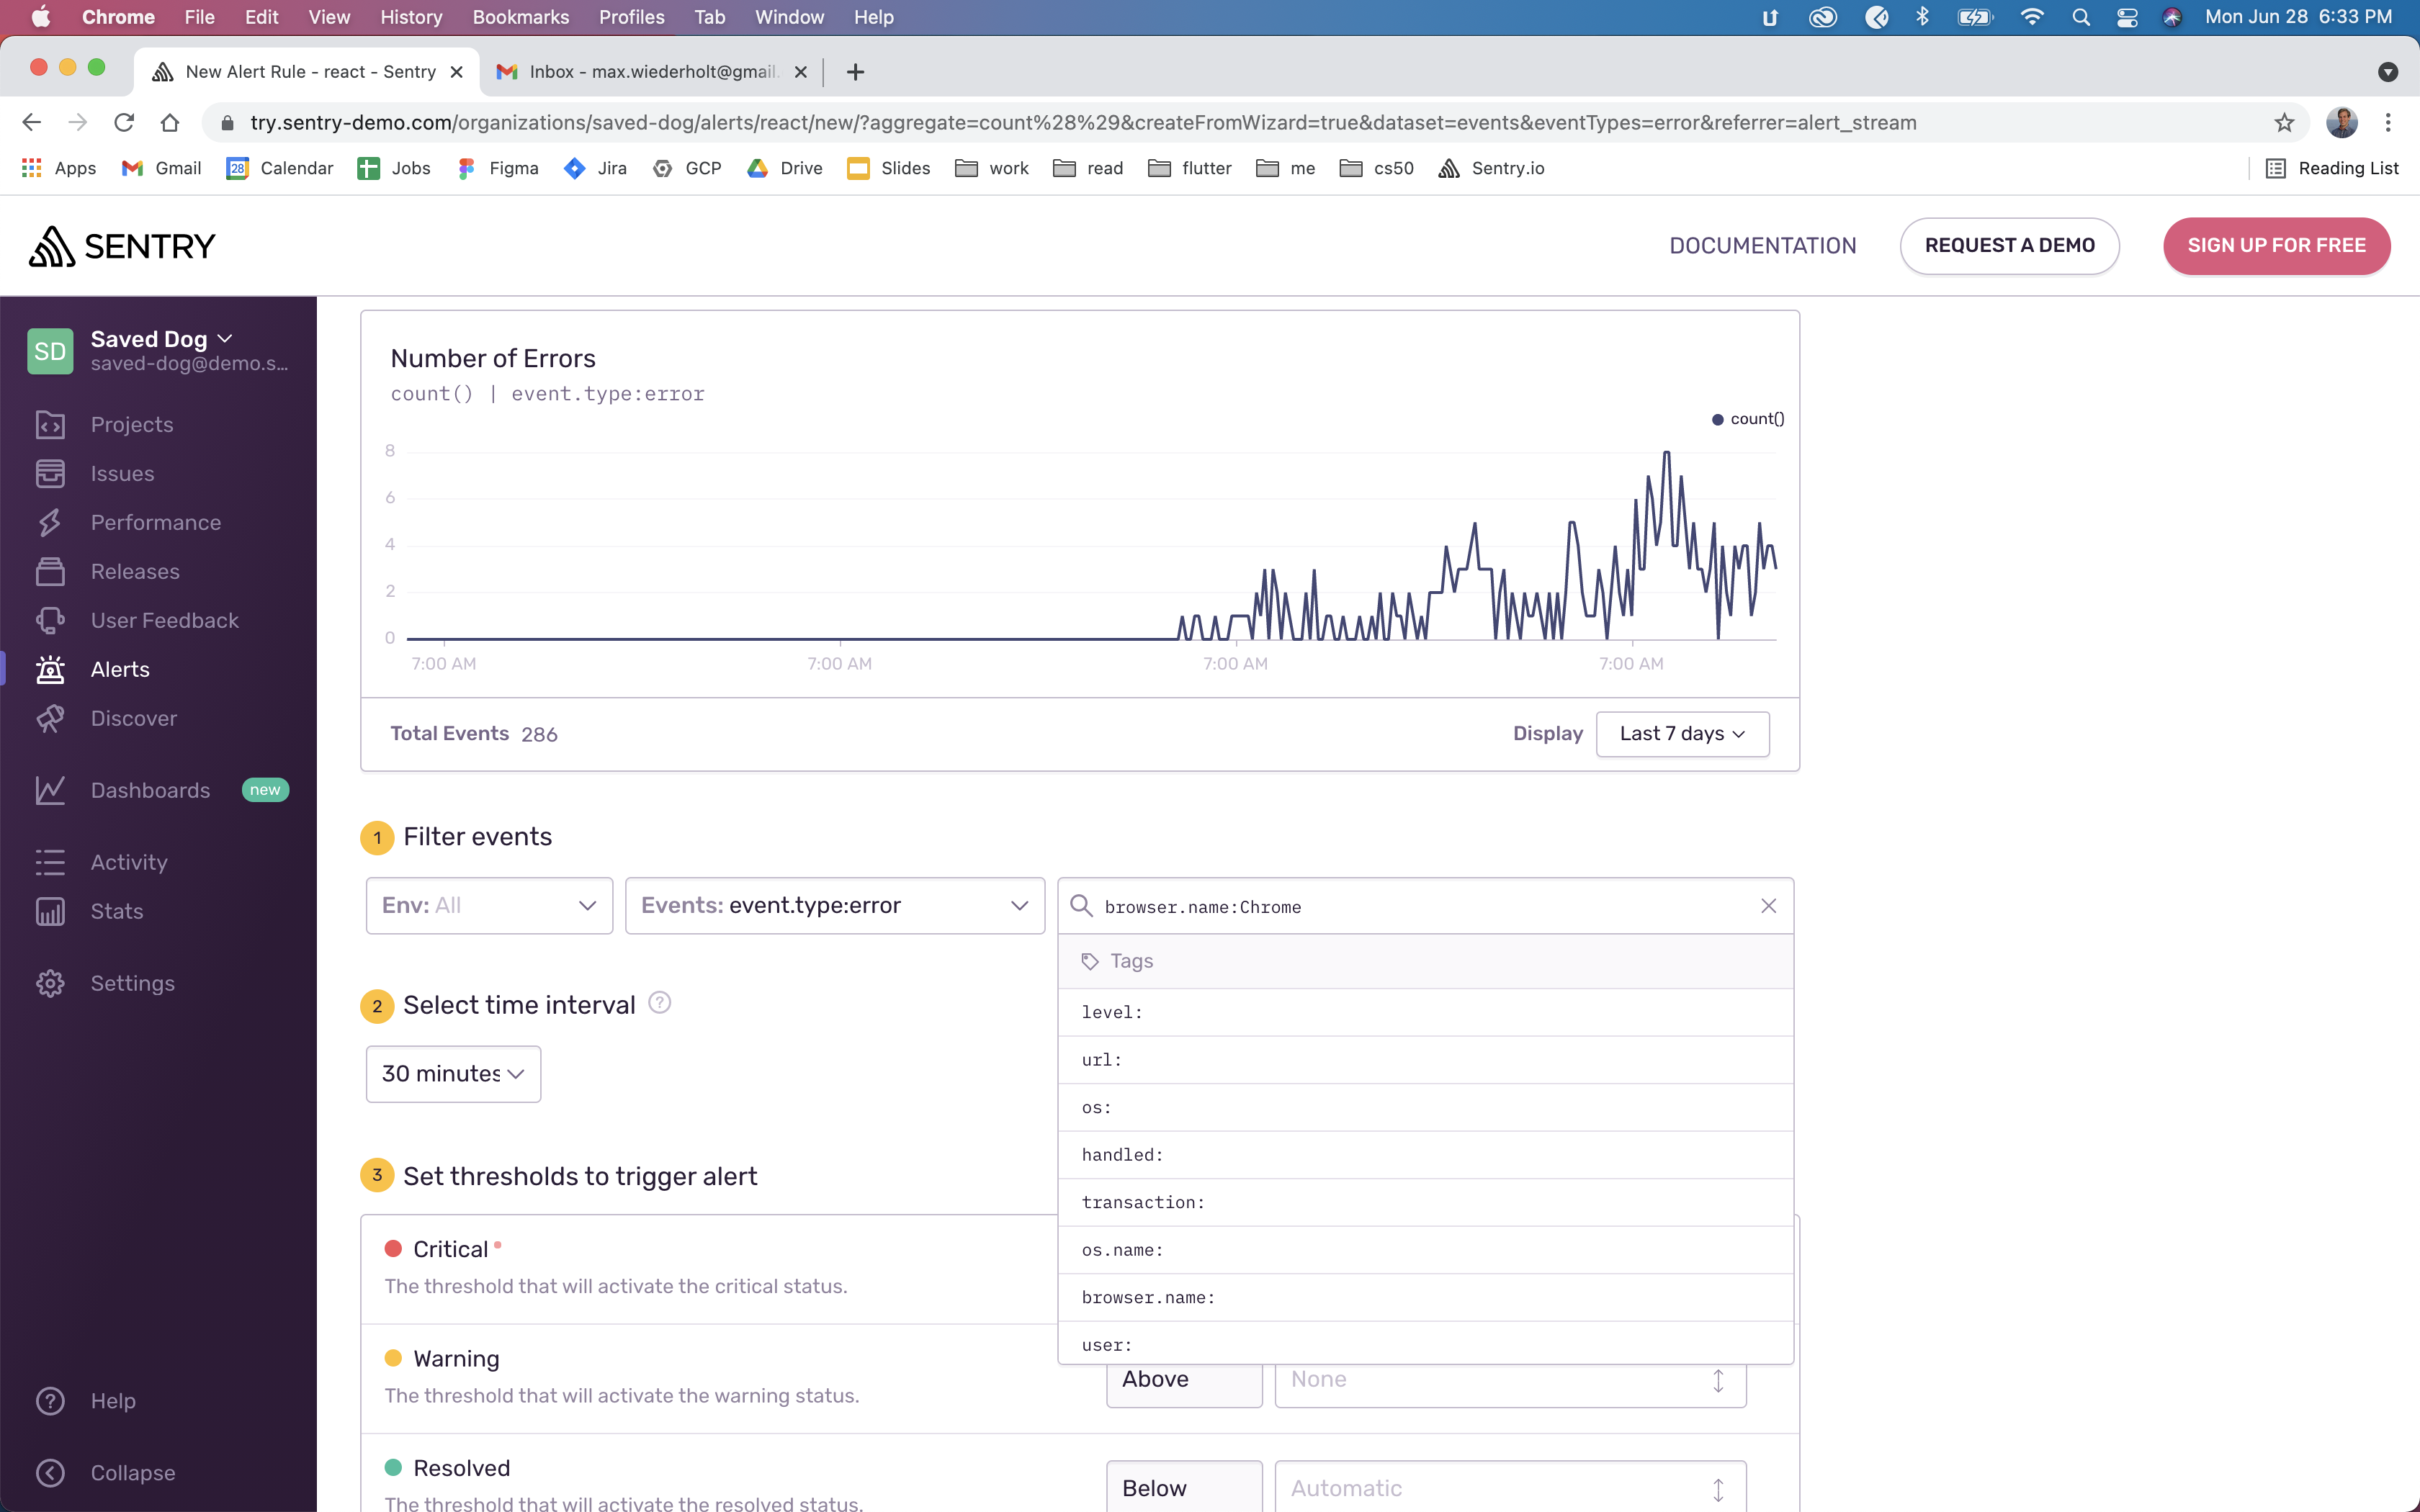 Chrome File Edit View History Bookmarks Profiles Tab Window Help Mon Jun 28 6:33 PM
New Alert Rule - react - Sentry Inbox - max.wiederholt@gmail.
try.sentry-demo.com/organizations/saved-dog/alerts/react/new/?aggregate=count%28%29&createFromWizard=true&dataset=events&eventTypes=error&referrer=alert_stream
Apps Gmail 28 Calendar Jobs Figma Jira GCP Drive Slides work read flutter me cs50 Sentry.io Reading List
SENTRY DOCUMENTATION REQUEST A DEMO SIGN UP FOR FREE
SD Saved Dog
saved-dog@demo.s...
Projects
Issues
Performance
Releases
User Feedback
Alerts
Discover
Dashboards new
Activity
Stats
Settings
Help
Collapse
Number of Errors
count() | event.type:error
count()
8
6
4
2
0
7:00 AM 7:00 AM 7:00 AM 7:00 AM
Total Events 286 Display Last 7 days
1 Filter events
Env: All Events: event.type:error browser.name:Chrome
Tags
level:
url:
os:
handled:
transaction:
os.name:
browser.name:
user:
2 Select time interval ?
30 minutes
3 Set thresholds to trigger alert
Critical
The threshold that will activate the critical status.
Warning
The threshold that will activate the warning status.
Above None
Resolved
The threshold that will activate the resolved status.
Below Automatic